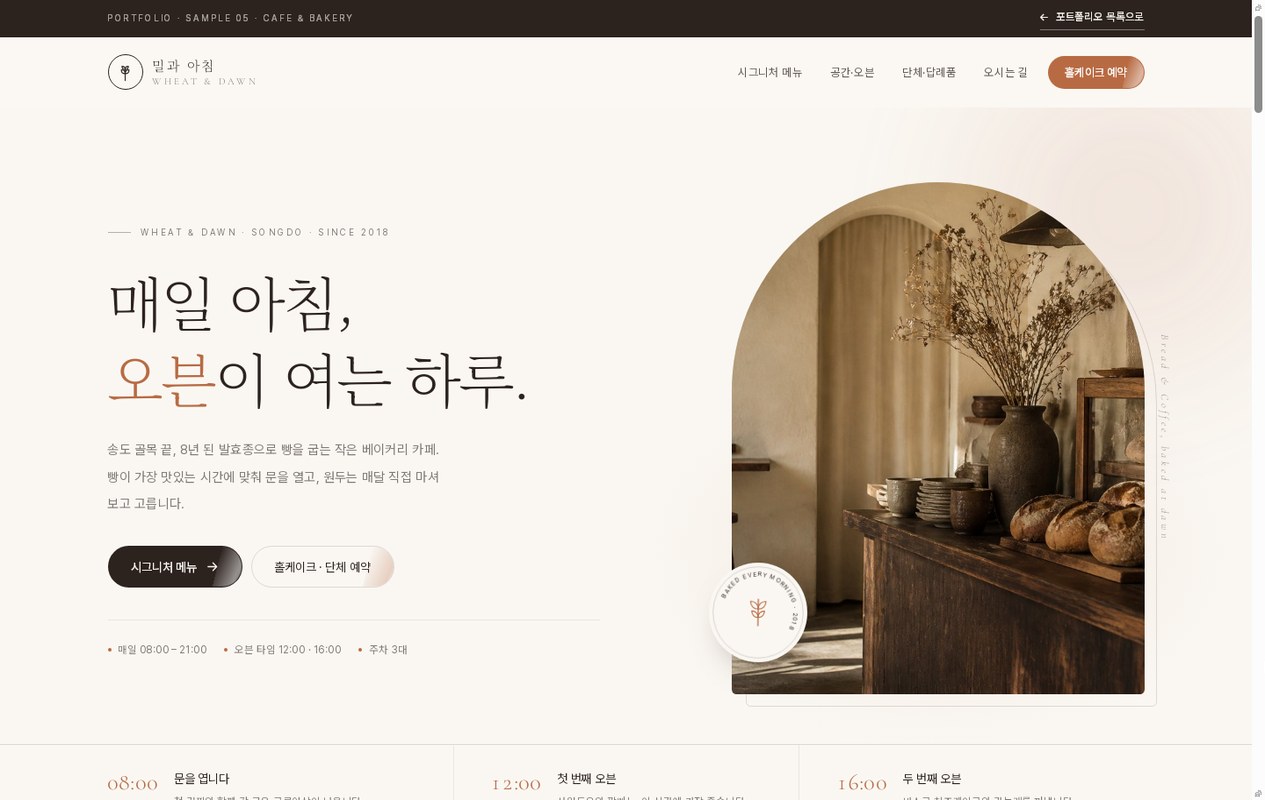 PORTFOLIO · SAMPLE 05 · CAFE & BAKERY
← 포트폴리오 목록으로
밀과 아침
WHEAT & DAWN
시그니처 메뉴
공간·오븐
단체·답례품
오시는 길
홀케이크 예약
WHEAT & DAWN · SONGDO · SINCE 2018
매일 아침,
오븐이 여는 하루.
송도 골목 끝, 8년 된 발효종으로 빵을 굽는 작은 베이커리 카페.
빵이 가장 맛있는 시간에 맞춰 문을 열고, 원두는 매달 직접 마셔
보고 고릅니다.
시그니처 메뉴 →
홀케이크 · 단체 예약
매일 08:00–21:00
오븐 타임 12:00 · 16:00
주차 3대
BAKED EVERY MORNING · 2018
Bread & Coffee, baked at dawn
08:00
문을 엽니다
12:00
첫 번째 오븐
16:00
두 번째 오븐